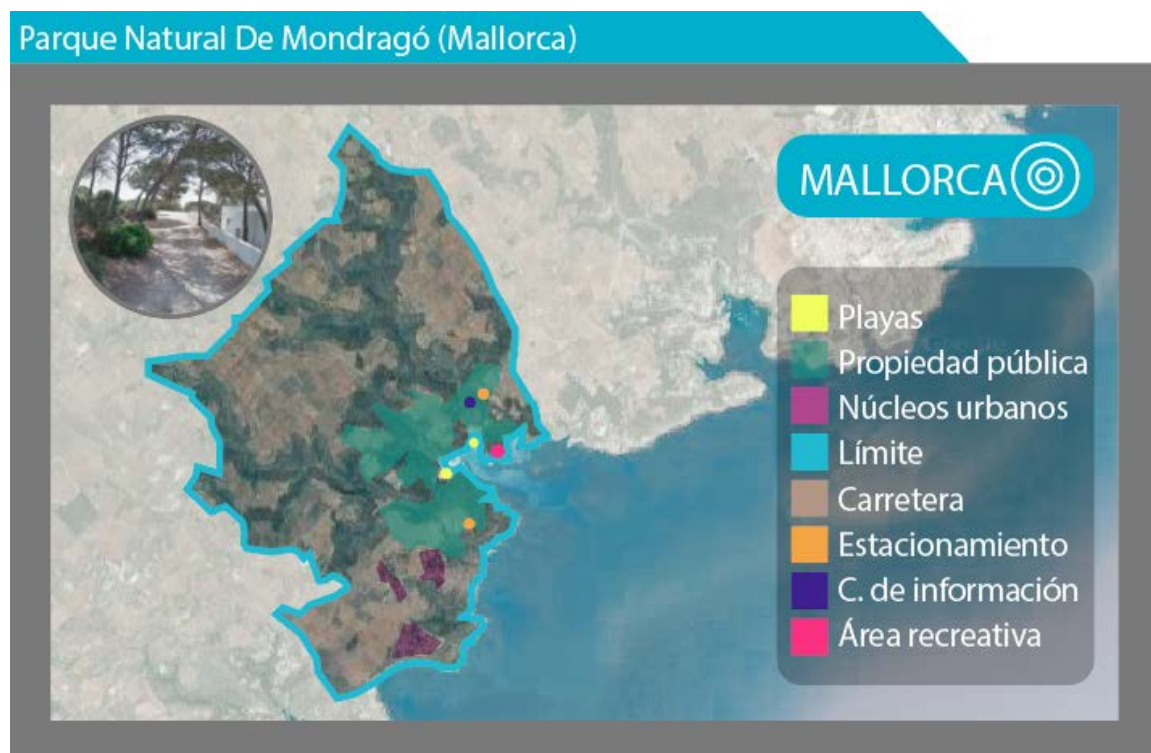 Parque Natural De Mondragó (Mallorca)
MALLORCA
Playas
Propiedad pública
Núcleos urbanos
Límite
Carretera
Estacionamiento
C. de información
Área recreativa